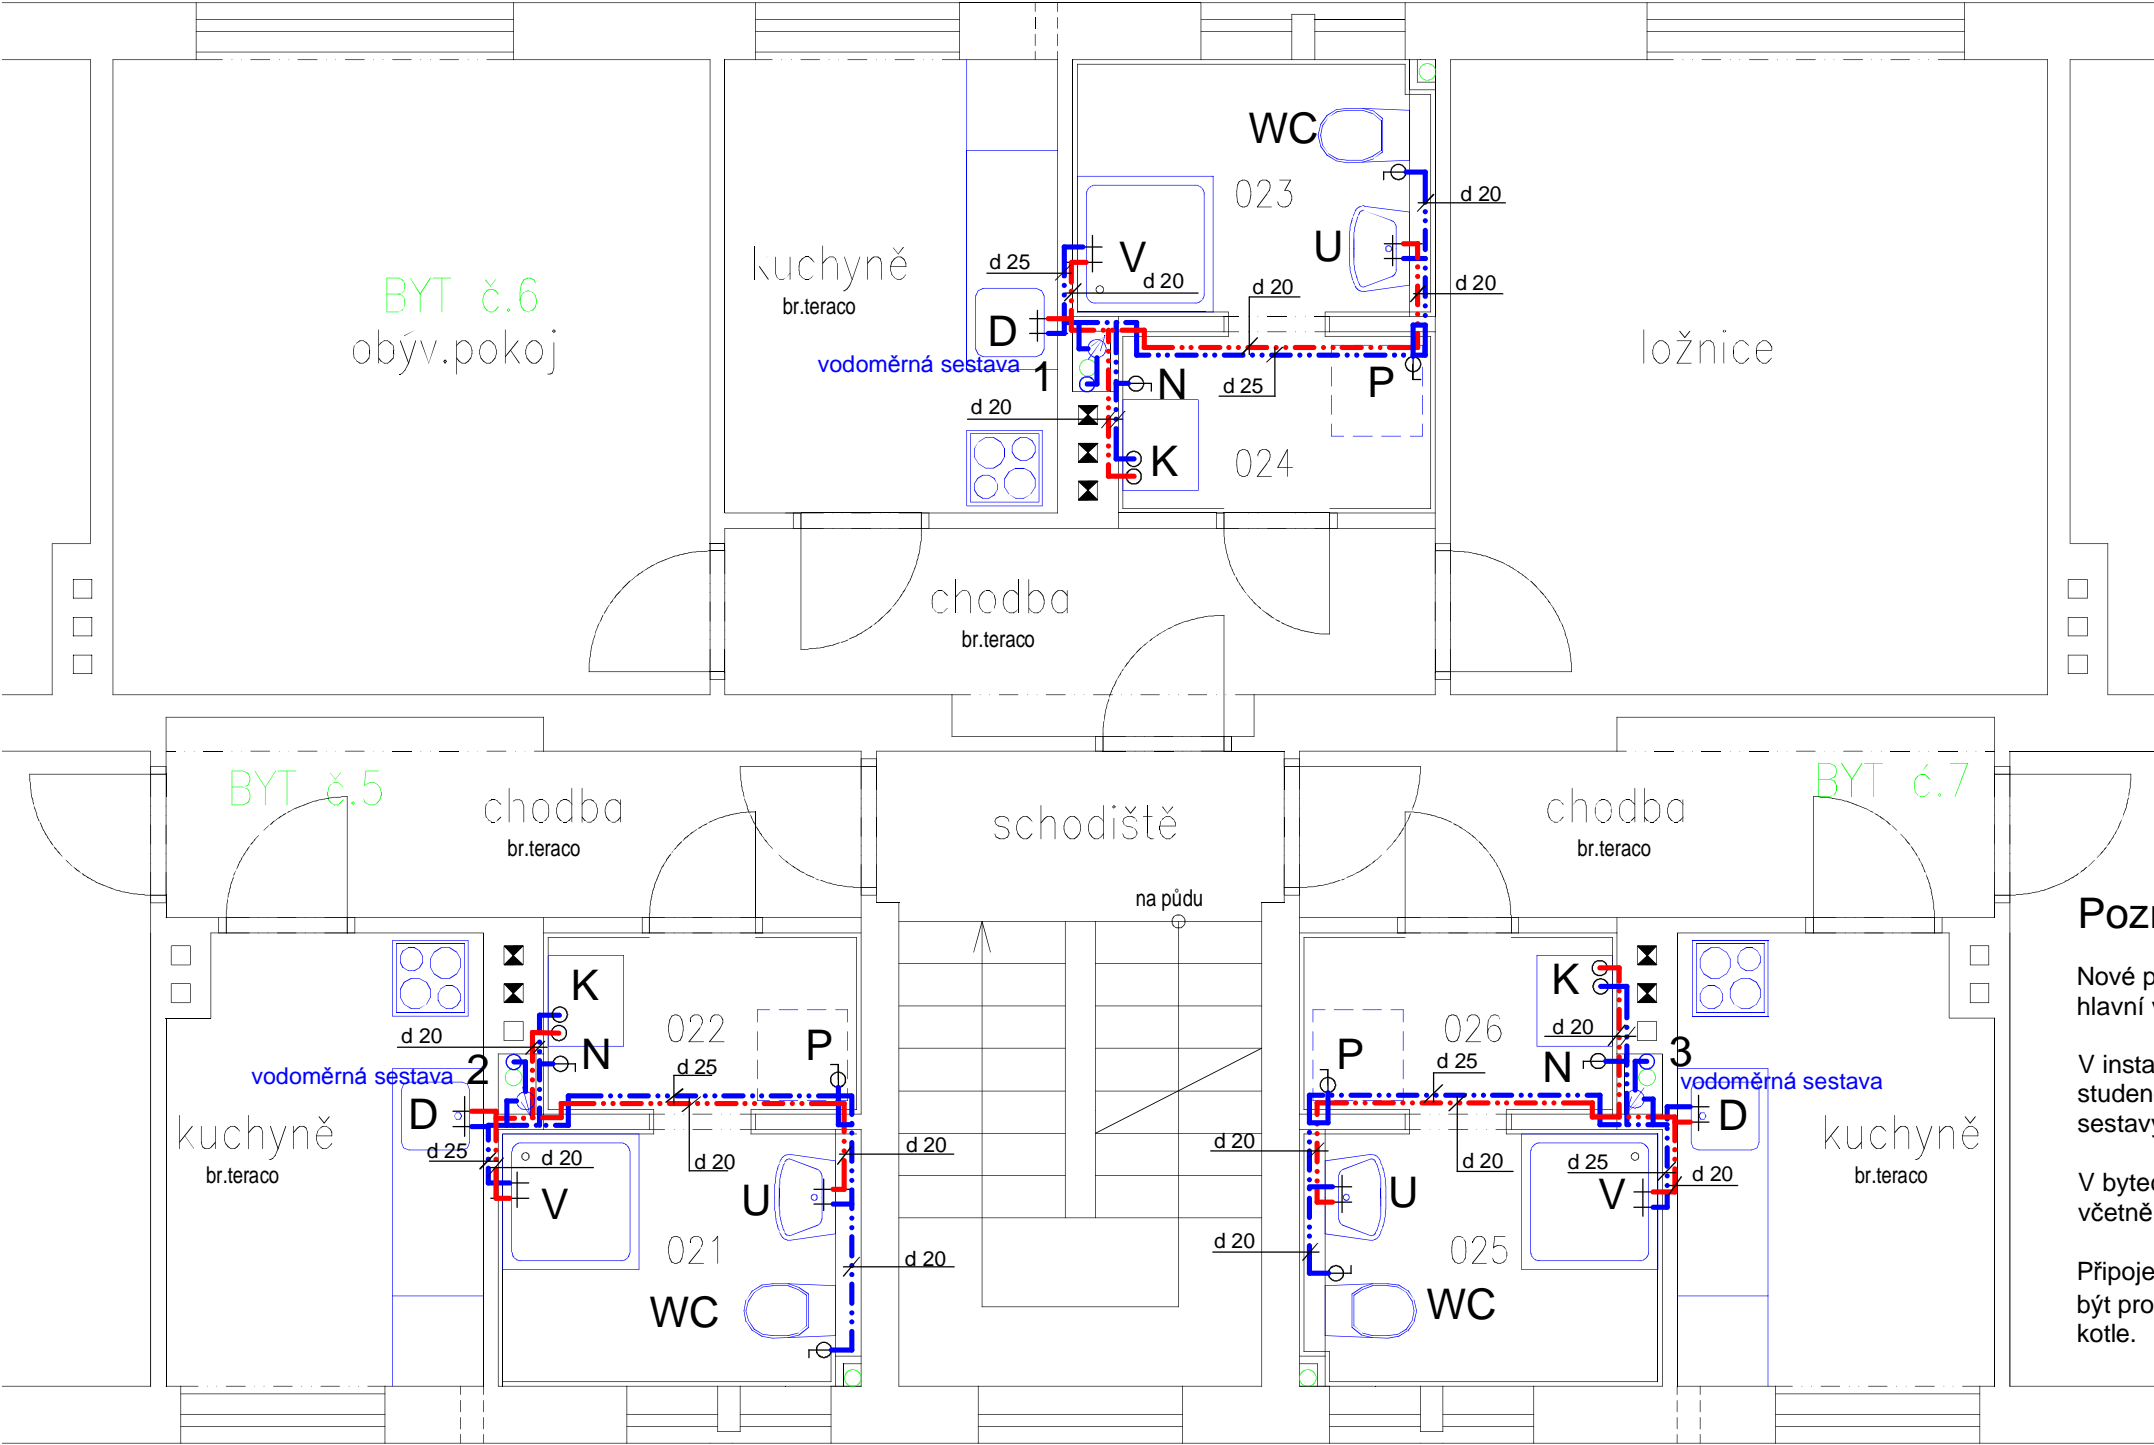 WC
023
d 20
kuchyně
br.teraco
V
U
d 25
d 20
d 20
d 20
BYT č.6
obýv.pokoj
D
ložnice
vodoměrná sestava
1
N
d 25
P
d 20
K
024
chodba
br.teraco
BYT č.5
chodba
br.teraco
schodiště
chodba
br.teraco
BYT č.7
na půdu
K
022
d 20
N
P
2
vodoměrná sestava
d 25
D
kuchyně
br.teraco
d 25
d 20
d 20
d 20
V
U
021
d 20
WC
K
026
d 20
P
d 25
N
3
vodoměrná sestava
D
kuchyně
br.teraco
d 20
d 20
d 25
d 20
U
V
d 20
025
WC
Nové p
hlavní v
V insta
studen
sestavy
V byte
včetně
Připoje
být pro
kotle.